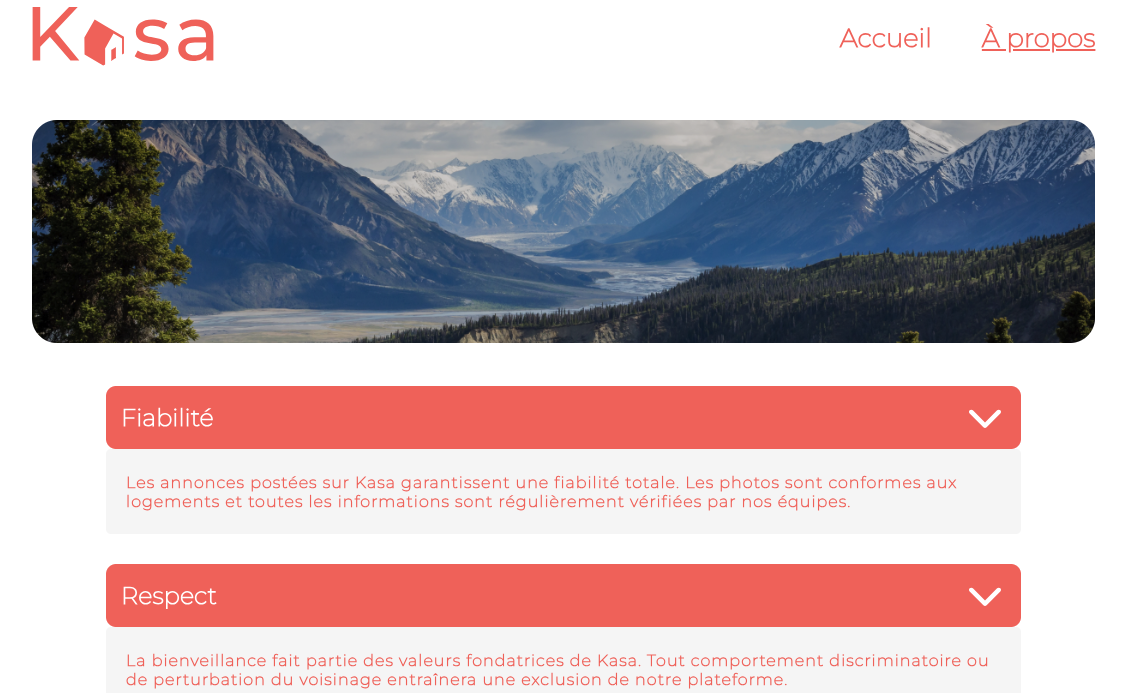 Kasa
Accueil
À propos
Fiabilité
Les annonces postées sur Kasa garantissent une fiabilité totale. Les photos sont conformes aux
logements et toutes les informations sont régulièrement vérifiées par nos équipes.
Respect
La bienveillance fait partie des valeurs fondatrices de Kasa. Tout comportement discriminatoire ou
de perturbation du voisinage entraînera une exclusion de notre plateforme.